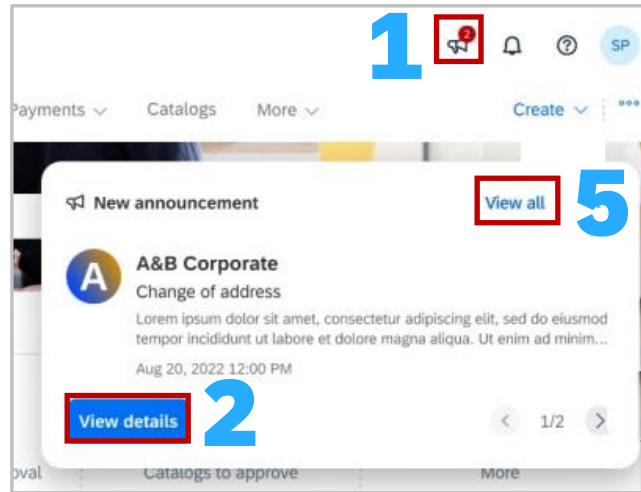 1
2
SP
Payments
Catalogs
More
Create
New announcement
View all
5
A
A&B Corporate
Change of address
Lorem ipsum dolor sit amet, consectetur adipiscing elit, sed do eiusmod
tempor incididunt ut labore et dolore magna aliqua. Ut enim ad minim...
Aug 20, 2022 12:00 PM
View details
2
1/2
oval
Catalogs to approve
More